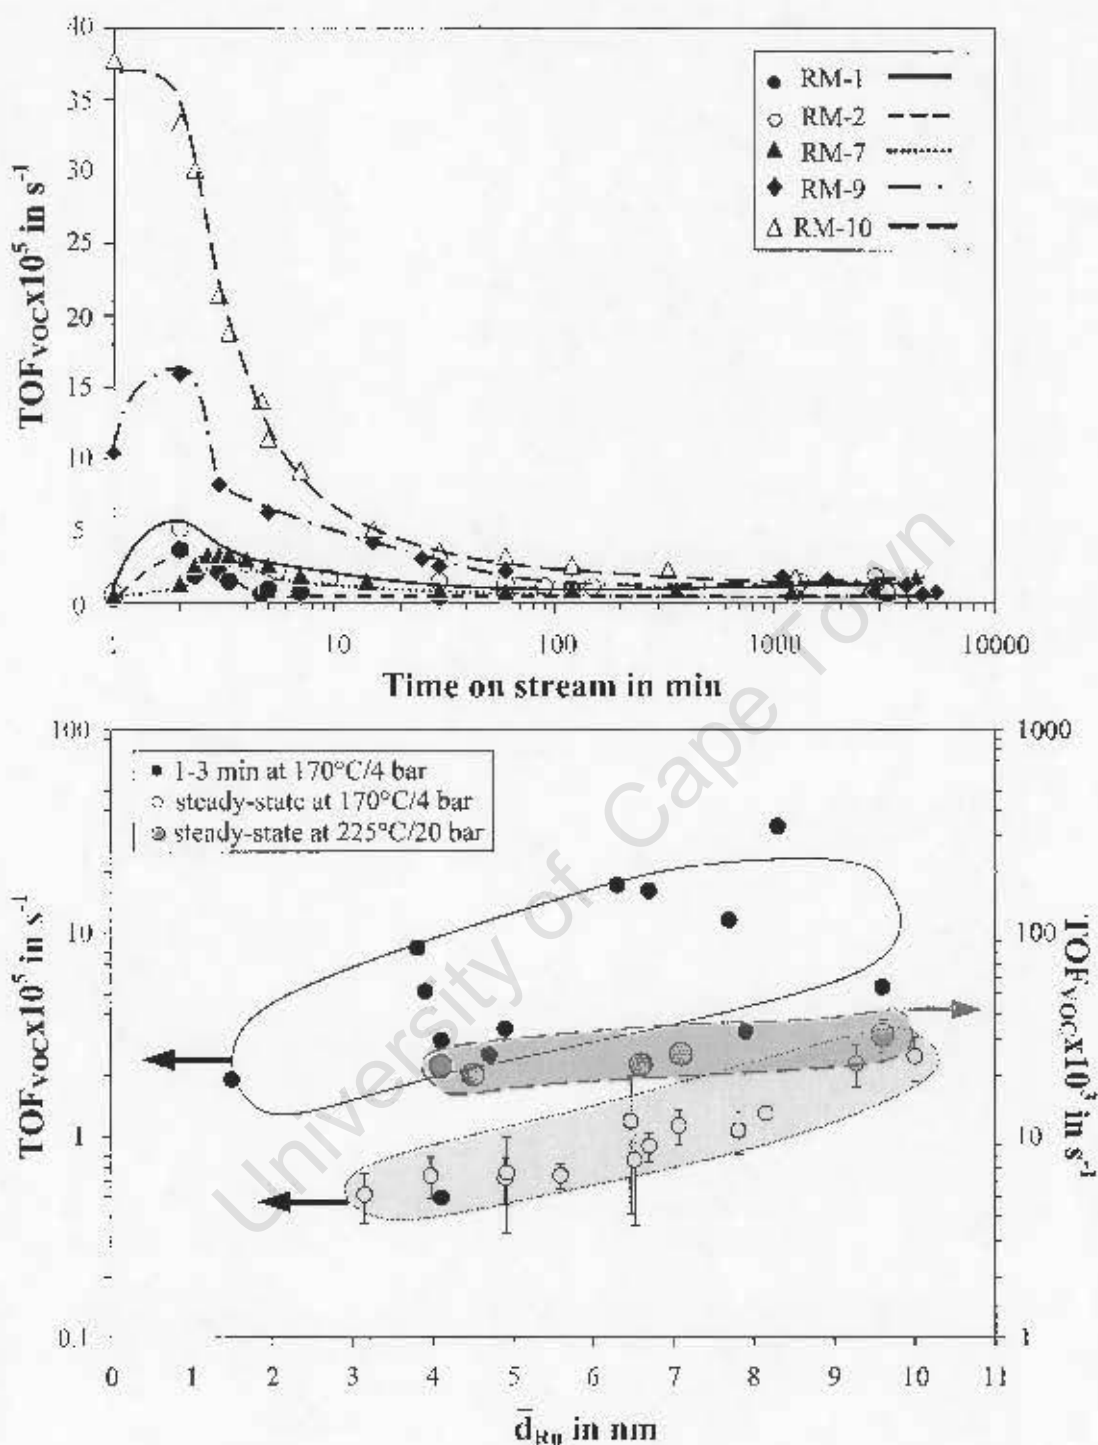 40
35
30
25
20
15
10
5
0
TOFVOCx10⁵ in s⁻¹
RM-1
RM-2
RM-7
RM-9
RM-10
10
100
1000
10000
Time on stream in min
100
10
1
0.1
TOFVOCx10⁵ in s⁻¹
1-3 min at 170°C/4 bar
steady-state at 170°C/4 bar
steady-state at 225°C/20 bar
1000
100
10
1
TOFVOCx10³ in s⁻¹
0 1 2 3 4 5 6 7 8 9 10 11
d̄Ru in nm
University of Cape Town